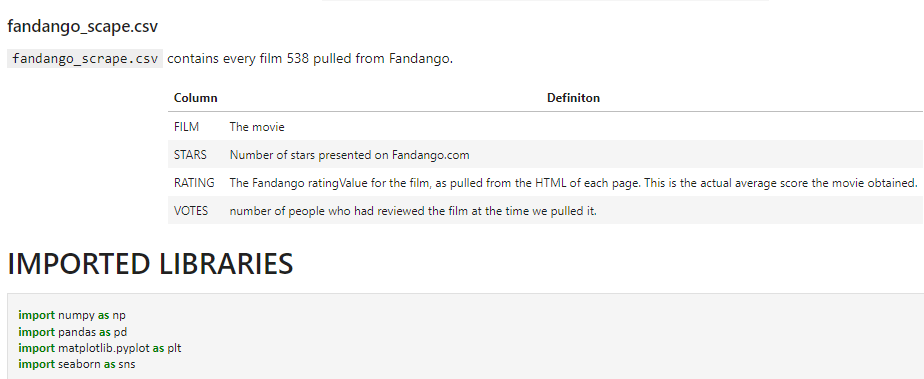 fandango_scape.csv
fandango_scrape.csv contains every film 538 pulled from Fandango.
Column Definiton
FILM The movie
STARS Number of stars presented on Fandango.com
RATING The Fandango ratingValue for the film, as pulled from the HTML of each page. This is the actual average score the movie obtained.
VOTES number of people who had reviewed the film at the time we pulled it.
IMPORTED LIBRARIES
import numpy as np
import pandas as pd
import matplotlib.pyplot as plt
import seaborn as sns